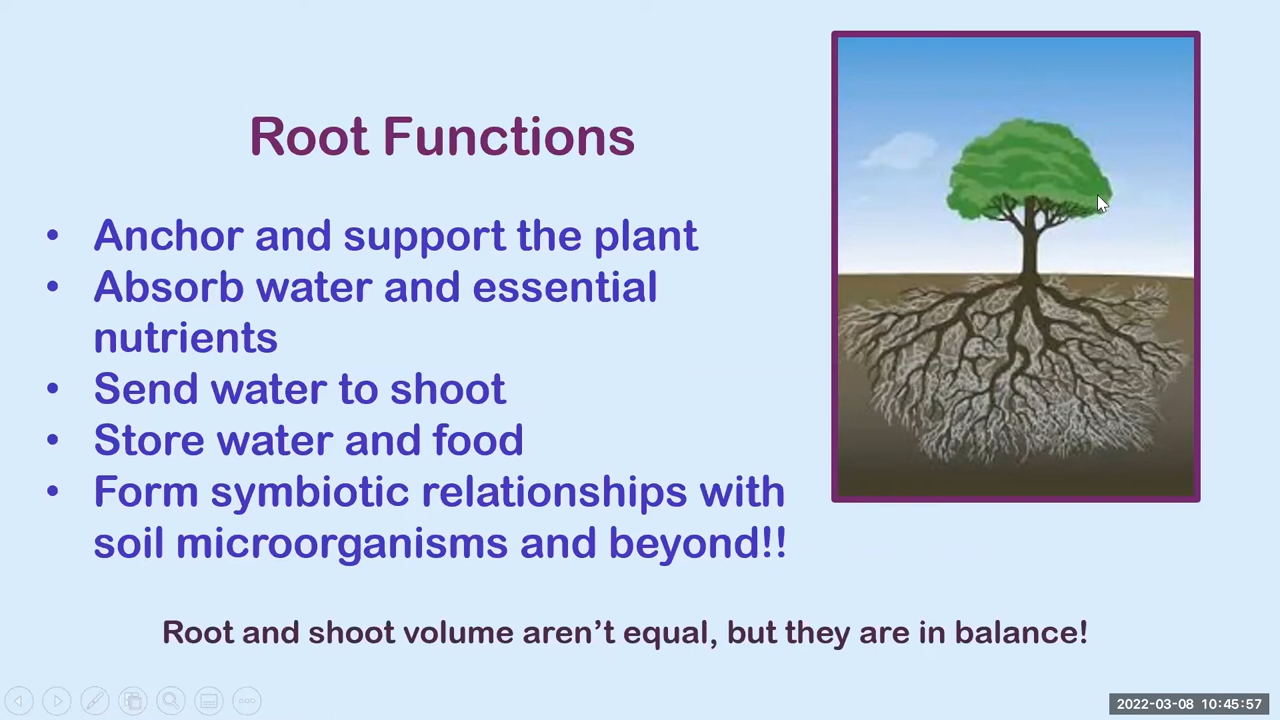 Root Functions
• Anchor and support the plant
• Absorb water and essential
nutrients
• Send water to shoot
• Store water and food
• Form symbiotic relationships with
soil microorganisms and beyond!!
Root and shoot volume aren’t equal, but they are in balance!
2022-03-08 10:45:57